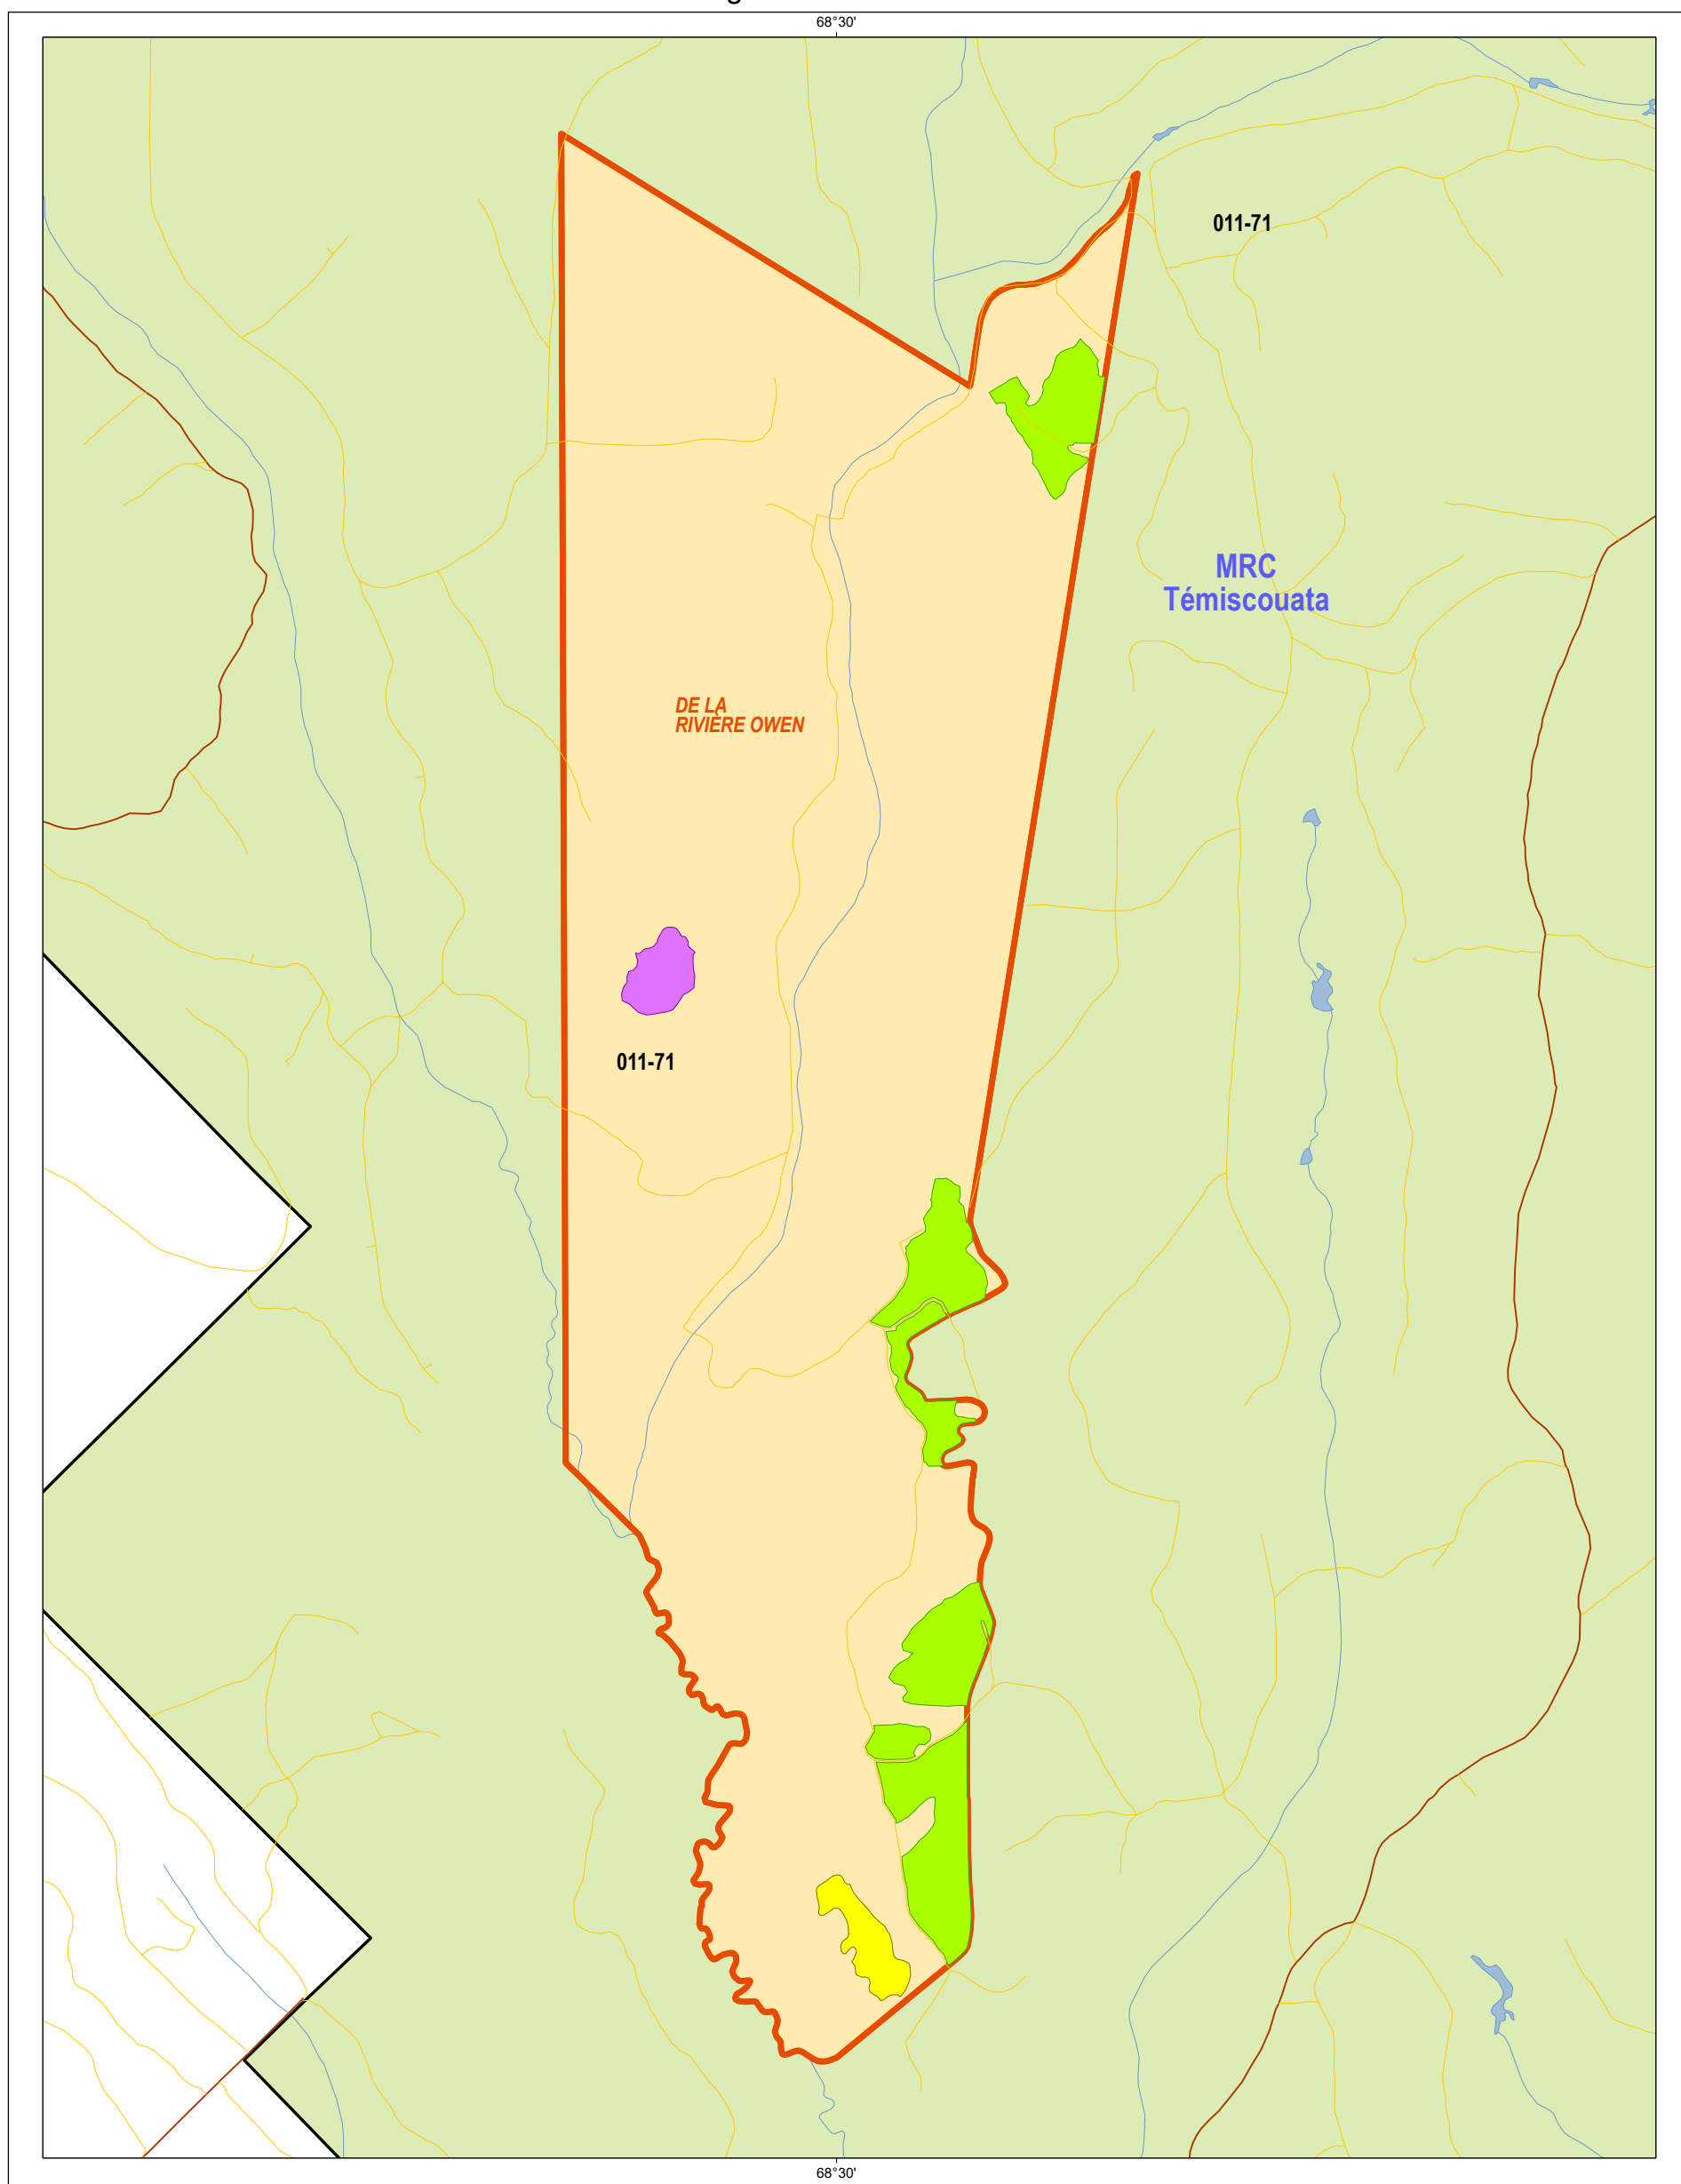 68°30'
011-71
MRC
Témiscouata
DE LA
RIVIÈRE OWEN
011-71
68°30'